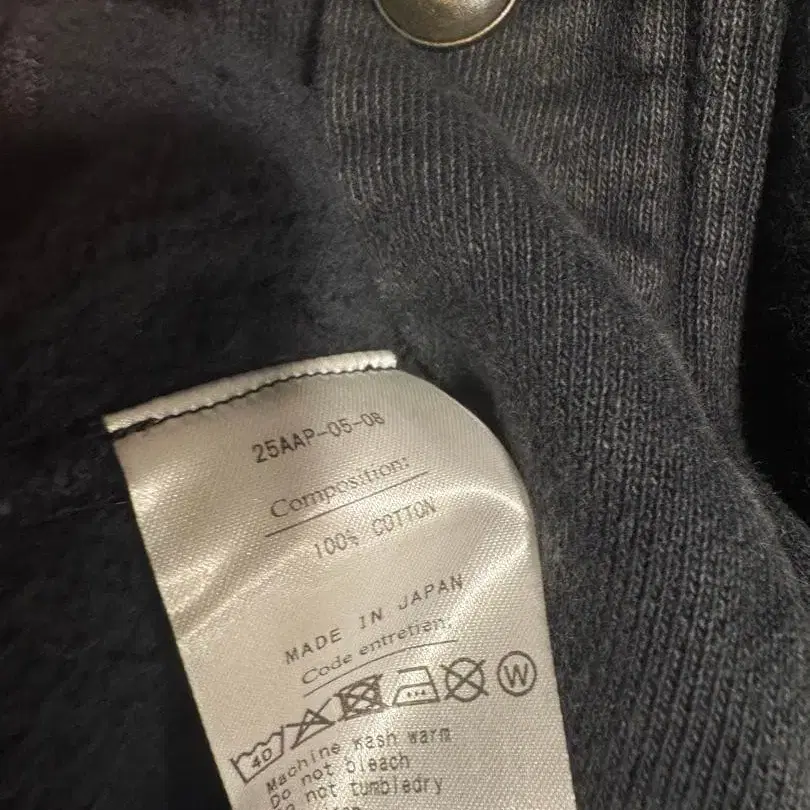 25AAP-05-06
Composition:
100% COTTON
MADE IN JAPAN
Code entretien:
40 W
Machine wash warm
Do not bleach
Do not tumbledry